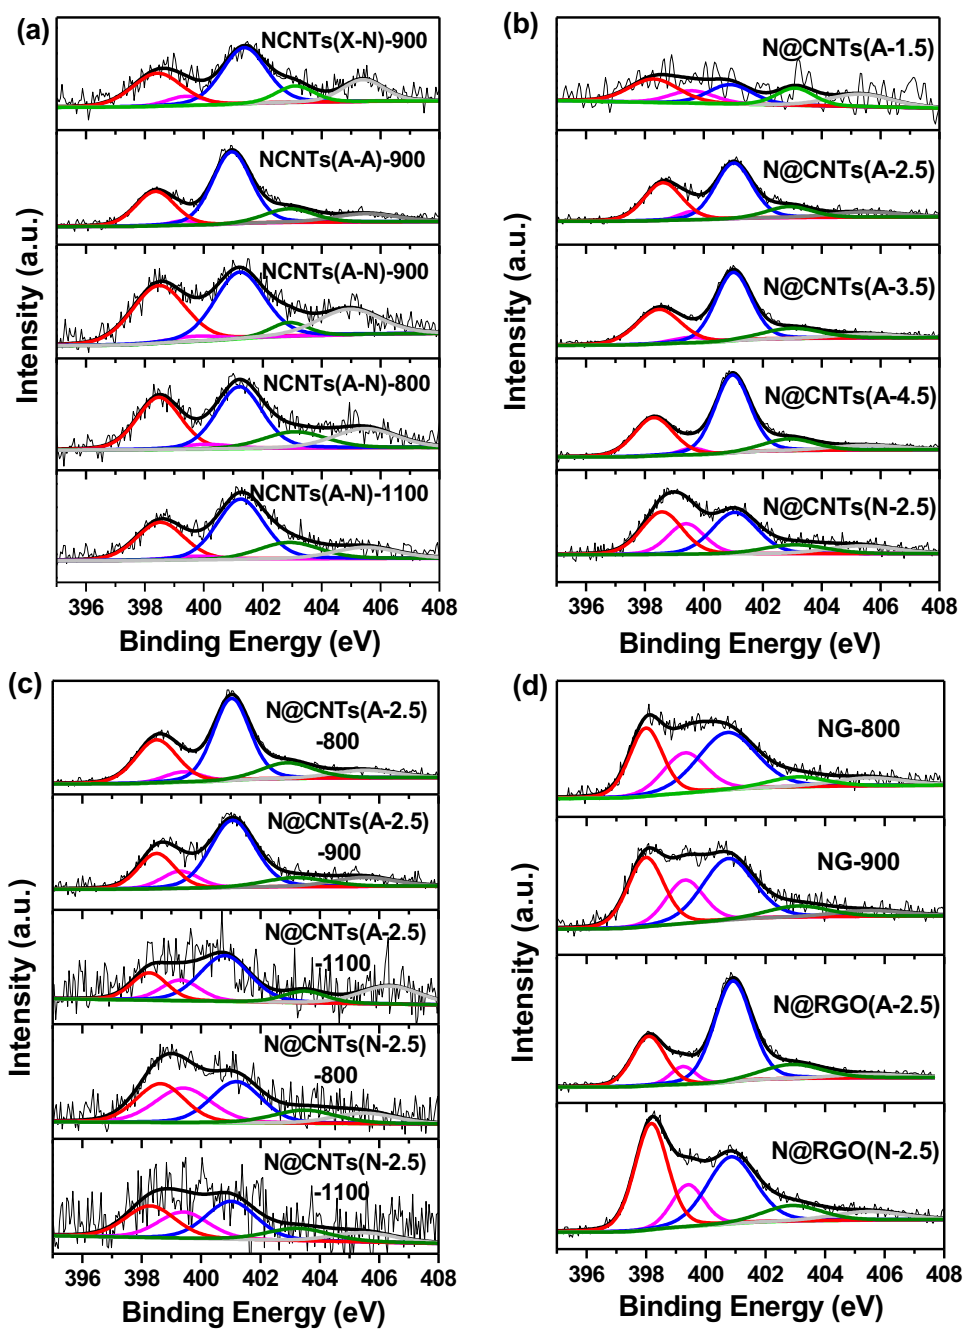 (a)
NCNTs(X-N)-900
NCNTs(A-A)-900
NCNTs(A-N)-900
NCNTs(A-N)-800
NCNTs(A-N)-1100
Intensity (a.u.)
396 398 400 402 404 406 408
Binding Energy (eV)
(b)
N@CNTs(A-1.5)
N@CNTs(A-2.5)
N@CNTs(A-3.5)
N@CNTs(A-4.5)
N@CNTs(N-2.5)
Intensity (a.u.)
396 398 400 402 404 406 408
Binding Energy (eV)
(c)
N@CNTs(A-2.5)
-800
N@CNTs(A-2.5)
-900
N@CNTs(A-2.5)
-1100
N@CNTs(N-2.5)
-800
N@CNTs(N-2.5)
-1100
Intensity (a.u.)
396 398 400 402 404 406 408
Binding Energy (eV)
(d)
NG-800
NG-900
N@RGO(A-2.5)
N@RGO(N-2.5)
Intensity (a.u.)
396 398 400 402 404 406 408
Binding Energy (eV)